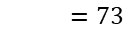 = 73